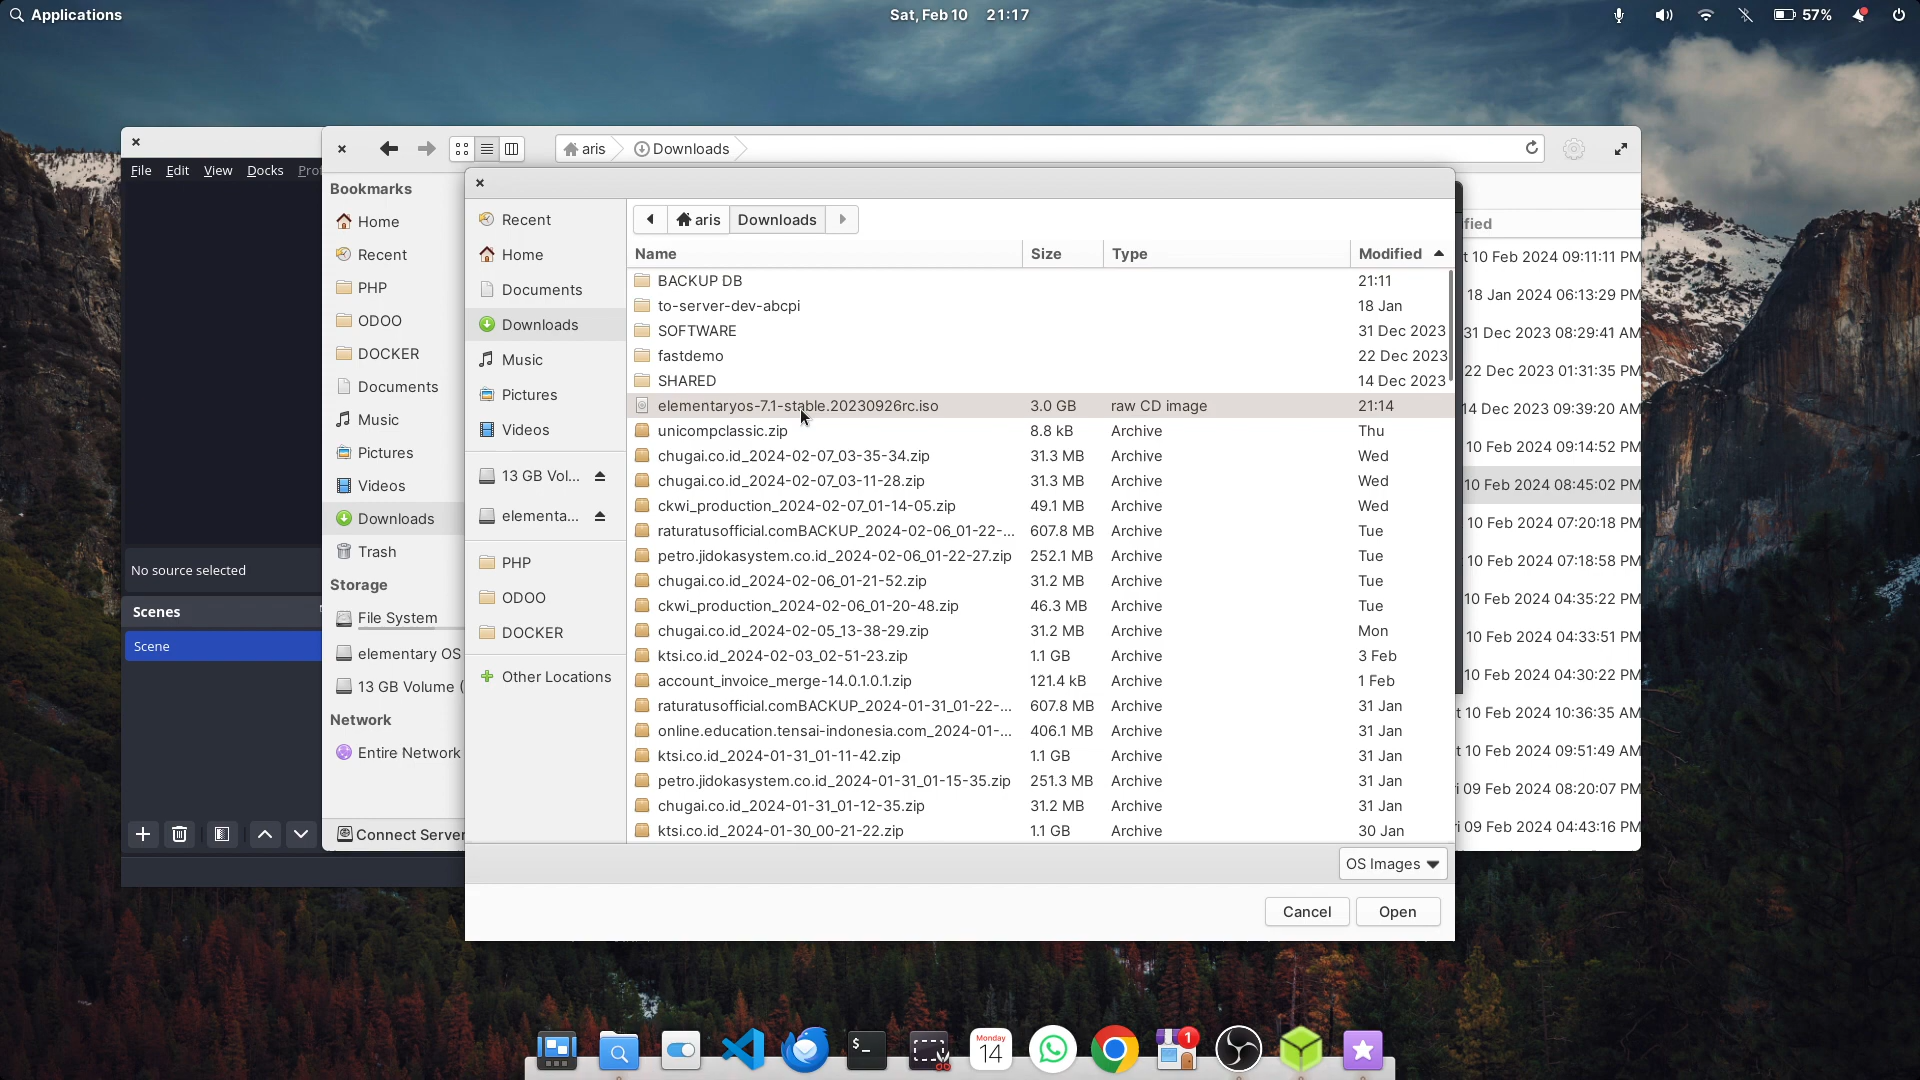 Applications
Sat, Feb 10 21:17
57%
File Edit View Docks
Bookmarks
Home
Recent
PHP
ODOO
DOCKER
Documents
Music
Pictures
Videos
Downloads
Trash
Storage
File System
elementary OS
13 GB Volume (
Network
Entire Network
Connect Server
No source selected
Scenes
Scene
aris Downloads
Recent
Home
Documents
Downloads
Music
Pictures
Videos
13 GB Vol...
elementa...
PHP
ODOO
DOCKER
Other Locations
aris Downloads
Name Size Type Modified
BACKUP DB 21:11
to-server-dev-abcpi 18 Jan
SOFTWARE 31 Dec 2023
fastdemo 22 Dec 2023
SHARED 14 Dec 2023
elementaryos-7.1-stable.20230926rc.iso 3.0 GB raw CD image 21:14
unicompclassic.zip 8.8 kB Archive Thu
chugai.co.id_2024-02-07_03-35-34.zip 31.3 MB Archive Wed
chugai.co.id_2024-02-07_03-11-28.zip 31.3 MB Archive Wed
ckwi_production_2024-02-07_01-14-05.zip 49.1 MB Archive Wed
raturatusofficial.comBACKUP_2024-02-06_01-22-... 607.8 MB Archive Tue
petro.jidokasystem.co.id_2024-02-06_01-22-27.zip 252.1 MB Archive Tue
chugai.co.id_2024-02-06_01-21-52.zip 31.2 MB Archive Tue
ckwi_production_2024-02-06_01-20-48.zip 46.3 MB Archive Tue
chugai.co.id_2024-02-05_13-38-29.zip 31.2 MB Archive Mon
ktsi.co.id_2024-02-03_02-51-23.zip 1.1 GB Archive 3 Feb
account_invoice_merge-14.0.1.0.1.zip 121.4 kB Archive 1 Feb
raturatusofficial.comBACKUP_2024-01-31_01-22-... 607.8 MB Archive 31 Jan
online.education.tensai-indonesia.com_2024-01-... 406.1 MB Archive 31 Jan
ktsi.co.id_2024-01-31_01-11-42.zip 1.1 GB Archive 31 Jan
petro.jidokasystem.co.id_2024-01-31_01-15-35.zip 251.3 MB Archive 31 Jan
chugai.co.id_2024-01-31_01-12-35.zip 31.2 MB Archive 31 Jan
ktsi.co.id_2024-01-30_00-21-22.zip 1.1 GB Archive 30 Jan
OS Images
Cancel Open
fied
t 10 Feb 2024 09:11:11 PM
18 Jan 2024 06:13:29 PM
31 Dec 2023 08:29:41 AM
22 Dec 2023 01:31:35 PM
14 Dec 2023 09:39:20 AM
10 Feb 2024 09:14:52 PM
10 Feb 2024 08:45:02 PM
10 Feb 2024 07:20:18 PM
10 Feb 2024 07:18:58 PM
10 Feb 2024 04:35:22 PM
10 Feb 2024 04:33:51 PM
10 Feb 2024 04:30:22 PM
t 10 Feb 2024 10:36:35 AM
t 10 Feb 2024 09:51:49 AM
ri 09 Feb 2024 08:20:07 PM
ri 09 Feb 2024 04:43:16 PM
$_
Monday
14
1